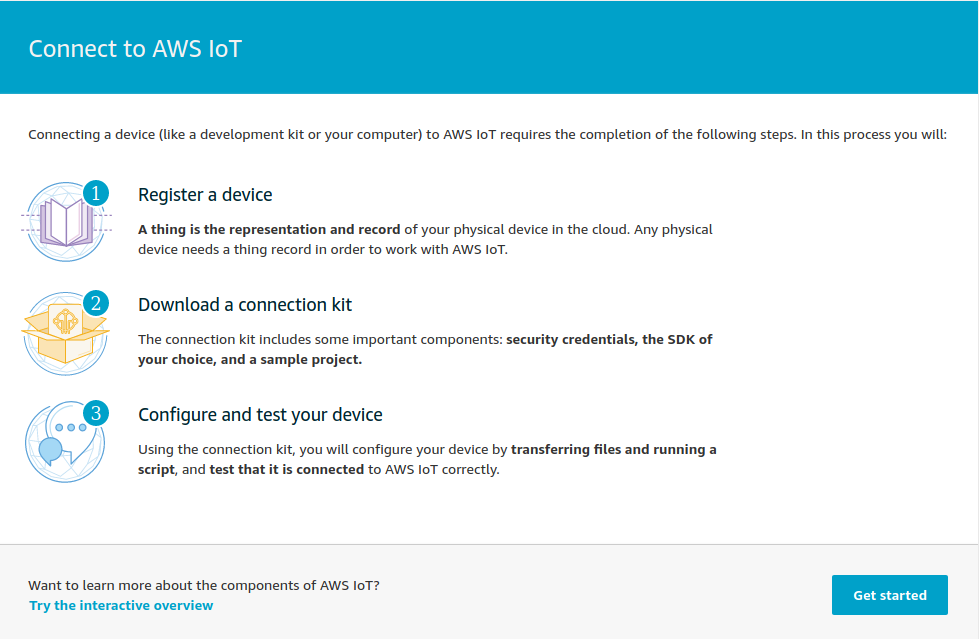 Connect to AWS IoT
Connecting a device (like a development kit or your computer) to AWS IoT requires the completion of the following steps. In this process you will:
1
Register a device
A thing is the representation and record of your physical device in the cloud. Any physical
device needs a thing record in order to work with AWS IoT.
2
Download a connection kit
The connection kit includes some important components: security credentials, the SDK of
your choice, and a sample project.
3
Configure and test your device
Using the connection kit, you will configure your device by transferring files and running a
script, and test that it is connected to AWS IoT correctly.
Want to learn more about the components of AWS IoT?
Try the interactive overview
Get started